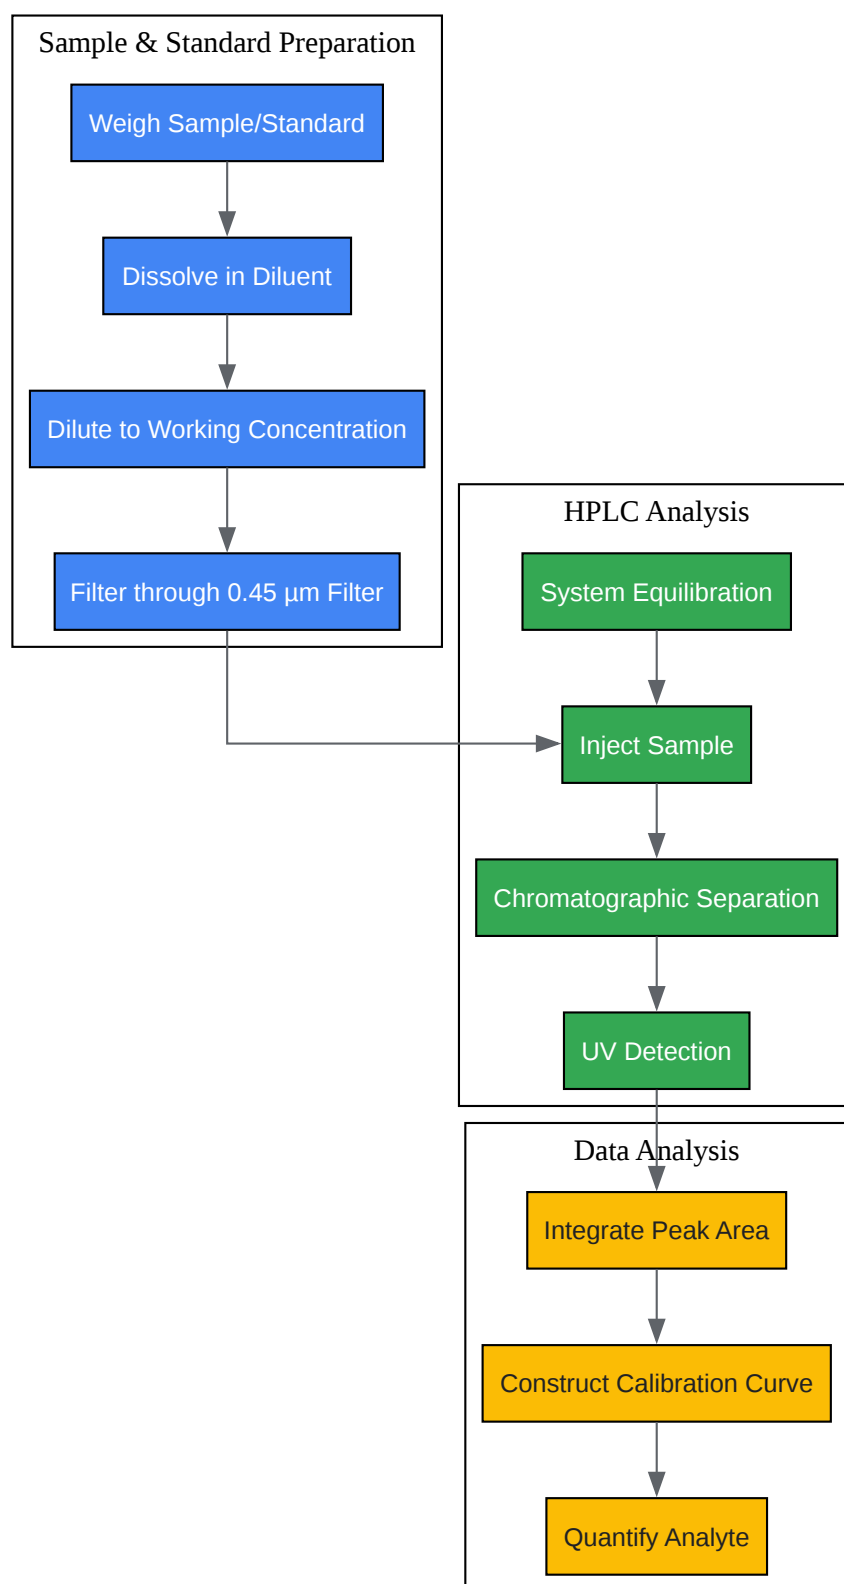 Sample & Standard Preparation
Weigh Sample/Standard
Dissolve in Diluent
Dilute to Working Concentration
Filter through 0.45 µm Filter
HPLC Analysis
System Equilibration
Inject Sample
Chromatographic Separation
UV Detection
Data Analysis
Integrate Peak Area
Construct Calibration Curve
Quantify Analyte